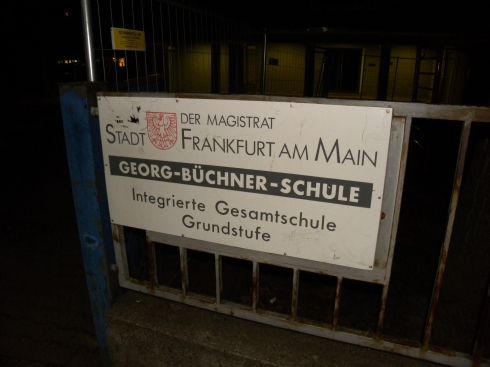 DER MAGISTRAT
STADT FRANKFURT AM MAIN
GEORG-BÜCHNER-SCHULE
Integrierte Gesamtschule
Grundstufe